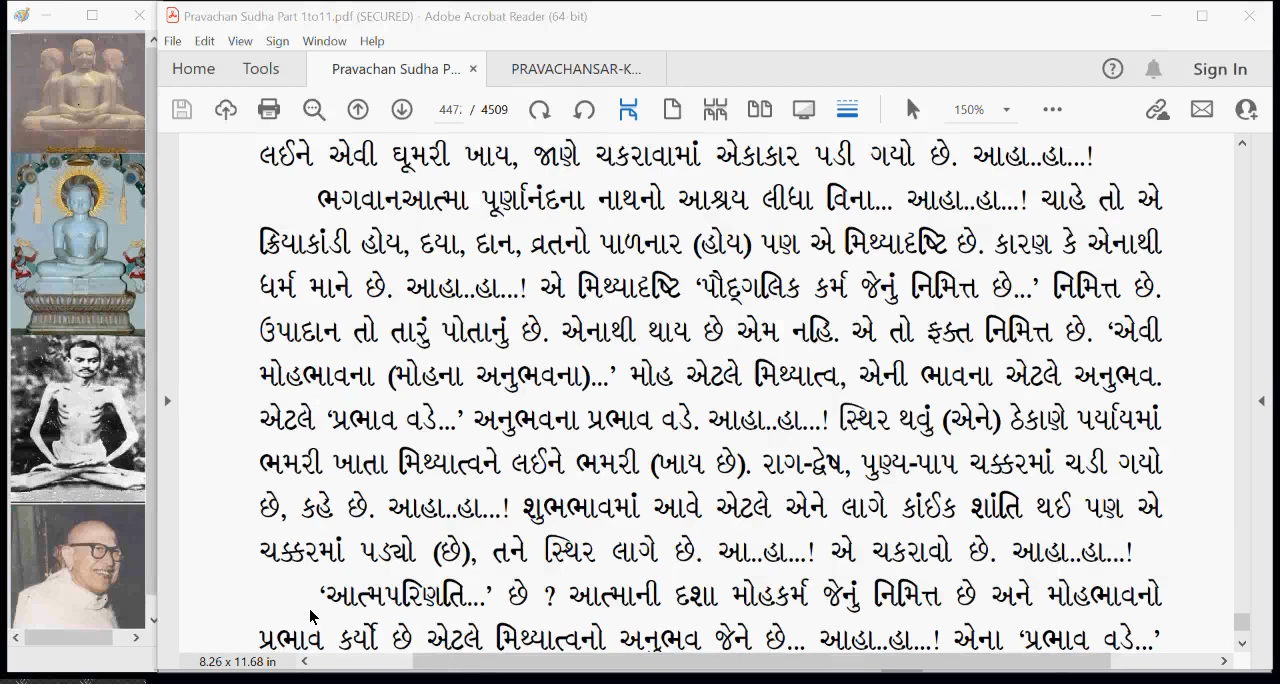 Pravachan Sudha Part 1to11.pdf (SECURED) - Adobe Acrobat Reader (64-bit)
File Edit View Sign Window Help
Home Tools Pravachan Sudha P... × PRAVACHANSAR-K... Sign In
447 / 4509 150%
લઈને એવી ઘૂમરી ખાય, જાણે ચકરાવામાં એકાકાર પડી ગયો છે. આહા..હા...!
ભગવાનઆત્મા પૂર્ણાનંદના નાથનો આશ્રય લીધા વિના... આહા..હા...! ચાહે તો એ
ક્રિયાકાંડી હોય, દયા, દાન, વ્રતનો પાળનાર (હોય) પણ એ મિથ્યાદૃષ્ટિ છે. કારણ કે એનાથી
ધર્મ માને છે. આહા..હા...! એ મિથ્યાદૃષ્ટિ ‘પૌદ્ગલિક કર્મ જેનું નિમિત્ત છે...’ નિમિત્ત છે.
ઉપાદાન તો તારું પોતાનું છે. એનાથી થાય છે એમ નહિ. એ તો ફક્ત નિમિત્ત છે. ‘એવી
મોહભાવના (મોહના અનુભવના)...’ મોહ એટલે મિથ્યાત્વ, એની ભાવના એટલે અનુભવ.
એટલે ‘પ્રભાવ વડે...’ અનુભવના પ્રભાવ વડે. આહા..હા...! સ્થિર થવું (એને) ઠેકાણે પર્યાયમાં
ભમરી ખાતા મિથ્યાત્વને લઈને ભમરી (ખાય છે). રાગ-દ્વેષ, પુણ્ય-પાપ ચક્કરમાં ચડી ગયો
છે, કહે છે. આહા..હા...! શુભભાવમાં આવે એટલે એને લાગે કાંઈક શાંતિ થઈ પણ એ
ચક્કરમાં પડ્યો (છે), તને સ્થિર લાગે છે. આ..હા...! એ ચકરાવો છે. આહા..હા...!
‘આત્મપરિણતિ...’ છે ? આત્માની દશા મોહકર્મ જેનું નિમિત્ત છે અને મોહભાવનો
પ્રભાવ કર્યો છે એટલે મિથ્યાત્વનો અનુભવ જેને છે... આહા..હા...! એના ‘પ્રભાવ વડે...’
8.26 x 11.68 in